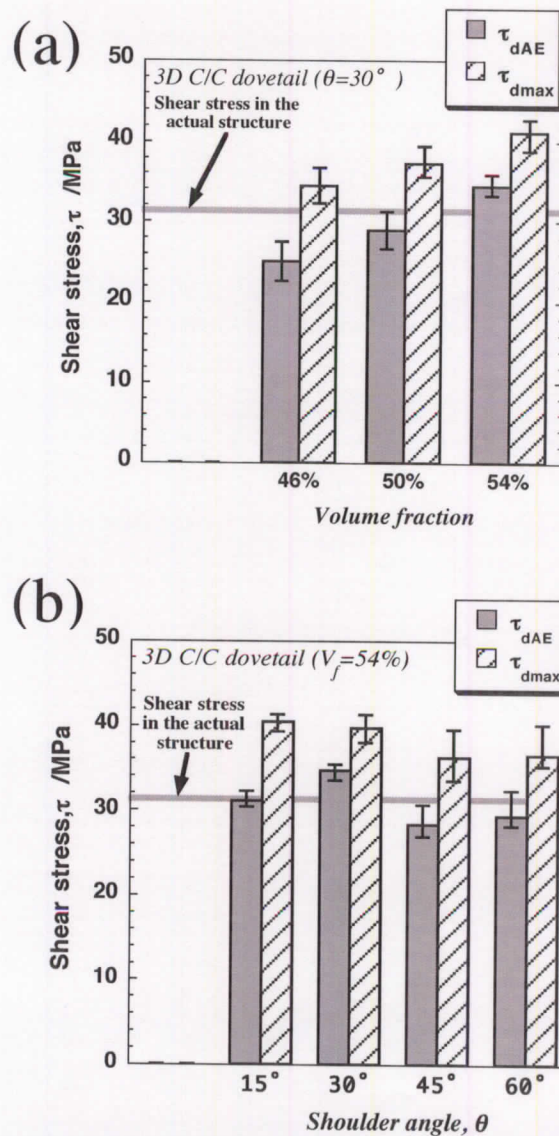 (a)
τdAE
τdmax
3D C/C dovetail (θ=30° )
Shear stress in the
actual structure
Shear stress,τ /MPa
50
40
30
20
10
0
46% 50% 54%
Volume fraction
(b)
τdAE
τdmax
3D C/C dovetail (Vf=54%)
Shear stress
in the actual
structure
Shear stress,τ /MPa
50
40
30
20
10
0
15° 30° 45° 60°
Shoulder angle, θ